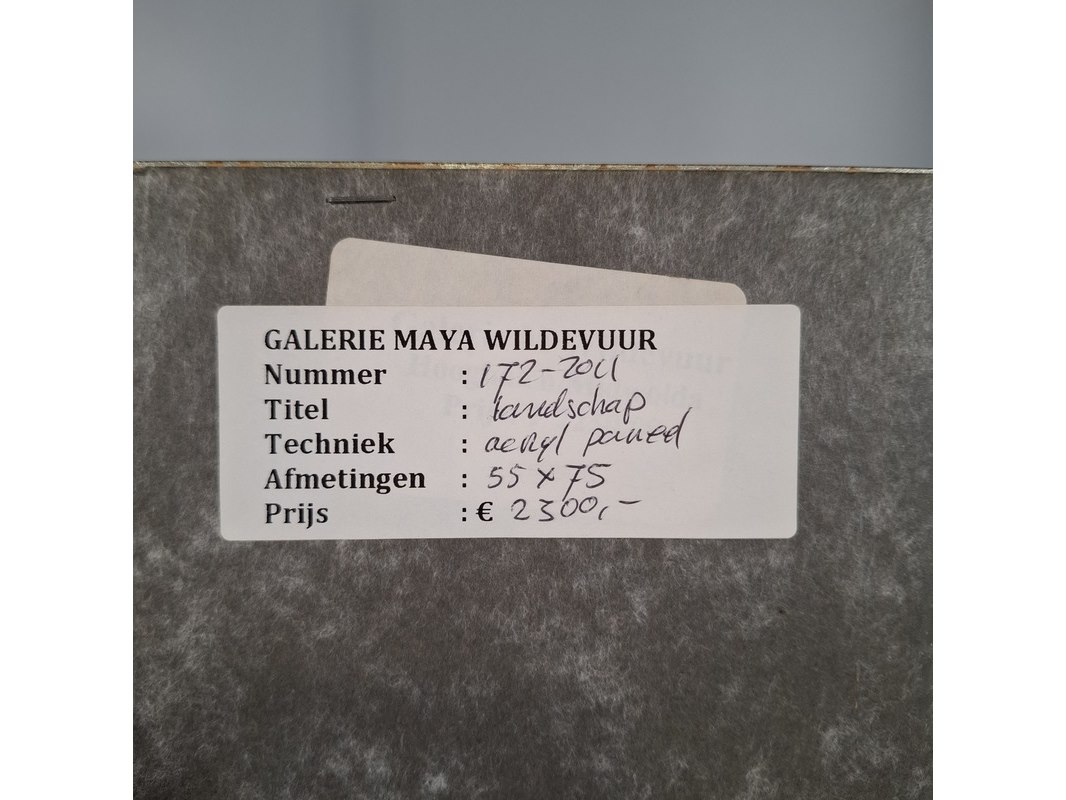 GALERIE MAYA WILDEVUUR
Nummer : 172-2011
Titel : landschap
Techniek : acryl paneel
Afmetingen : 55 x 75
Prijs : € 2300,-